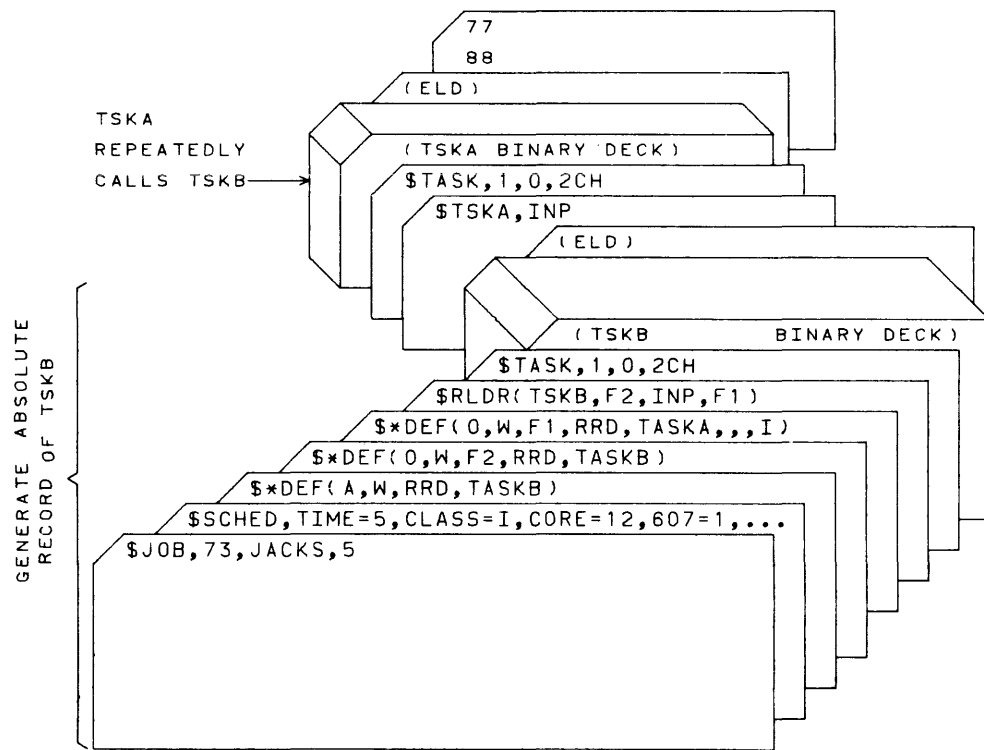 77
88
(ELD)
TSKA
REPEATEDLY
CALLS TSKB
(TSKA BINARY DECK)
$TASK,1,0,2CH
$TSKA,INP
(ELD)
(TSKB BINARY DECK)
$TASK,1,0,2CH
$RLDR(TSKB,F2,INP,F1)
$*DEF(O,W,F1,RRD,TASKA,,,I)
$*DEF(O,W,F2,RRD,TASKB)
$*DEF(A,W,RRD,TASKB)
$SCHED,TIME=5,CLASS=I,CORE=12,607=1,...
$JOB,73,JACKS,5
GENERATE ABSOLUTE
RECORD OF TSKB